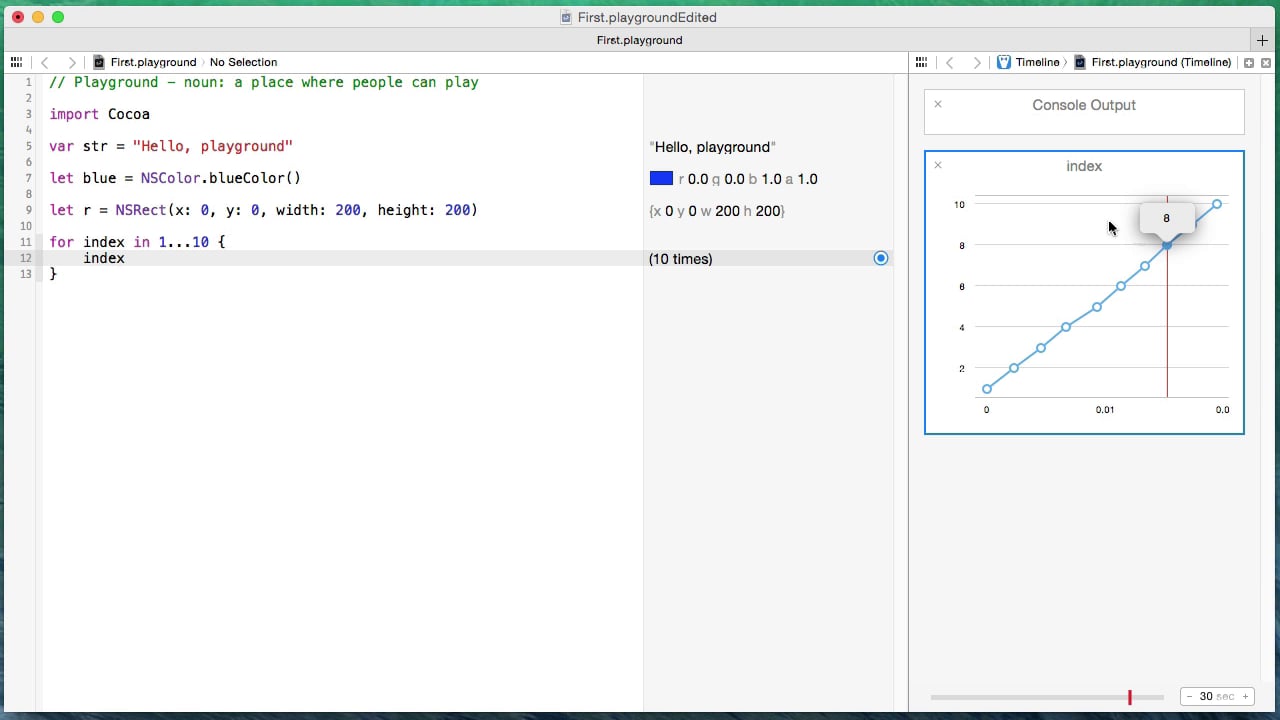 First.playgroundEdited
First.playground
First.playground No Selection
Timeline First.playground (Timeline)
1 // Playground – noun: a place where people can play
2
3 import Cocoa
4
5 var str = "Hello, playground"
"Hello, playground"
6
7 let blue = NSColor.blueColor()
r 0.0 g 0.0 b 1.0 a 1.0
8
9 let r = NSRect(x: 0, y: 0, width: 200, height: 200)
{x 0 y 0 w 200 h 200}
10
11 for index in 1...10 {
12 index
(10 times)
13 }
Console Output
index
10
8
8
6
4
2
0 0.01 0.0
- 30 sec +